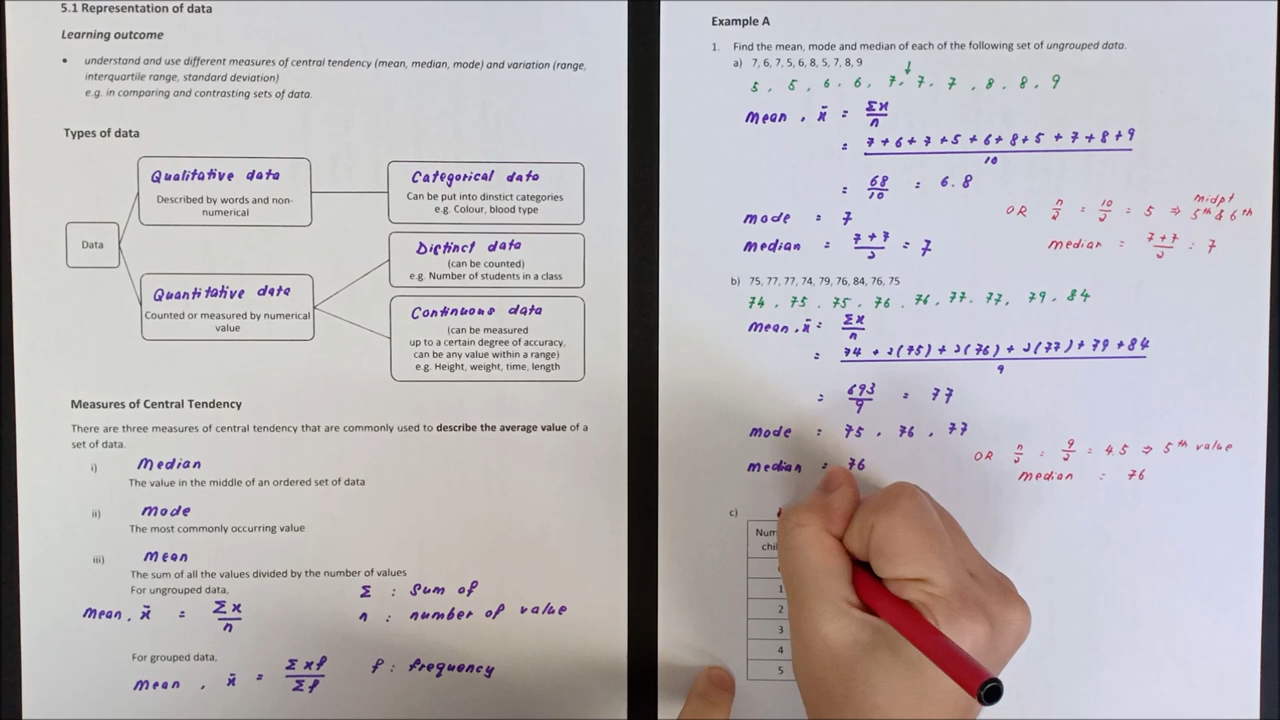 5.1 Representation of data
Learning outcome
• understand and use different measures of central tendency (mean, median, mode) and variation (range,
interquartile range, standard deviation)
e.g. in comparing and contrasting sets of data.
Types of data
Data
Qualitative data
Described by words and non-
numerical
Categorical data
Can be put into dinstict categories
e.g. Colour, blood type
Quantitative data
Counted or measured by numerical
value
Distinct data
(can be counted)
e.g. Number of students in a class
Continuous data
(can be measured
up to a certain degree of accuracy,
can be any value within a range)
e.g. Height, weight, time, length
Measures of Central Tendency
There are three measures of central tendency that are commonly used to describe the average value of a
set of data.
i) Median
The value in the middle of an ordered set of data
ii) Mode
The most commonly occurring value
iii) Mean
The sum of all the values divided by the number of values
For ungrouped data,
Mean, x̄ = Σx/n
Σ : Sum of
n : number of value
For grouped data,
Mean, x̄ = Σxf/Σf
f : frequency
Example A
1. Find the mean, mode and median of each of the following set of ungrouped data.
a) 7, 6, 7, 5, 6, 8, 5, 7, 8, 9
5, 5, 6, 6, 7, 7, 7, 8, 8, 9
Mean, x̄ = Σx/n
= 7+6+7+5+6+8+5+7+8+9/10
= 68/10 = 6.8
mode = 7
median = 7+7/2 = 7
OR n/2 = 10/2 = 5 ⇒ midpt 5th & 6th
median = 7+7/2 = 7
b) 75, 77, 77, 74, 79, 76, 84, 76, 75
74, 75, 75, 76, 76, 77, 77, 79, 84
Mean, x̄ = Σx/n
= 74 + 2(75) + 2(76) + 2(77) + 79 + 84/9
= 693/9 = 77
mode = 75, 76, 77
median = 76
OR n/2 = 9/2 = 4.5 ⇒ 5th value
median = 76
c)
1
2
3
4
5